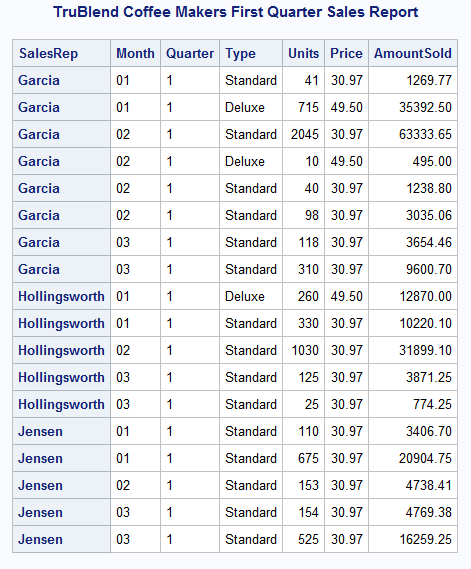 TruBlend Coffee Makers First Quarter Sales Report
SalesRep Month Quarter Type Units Price AmountSold
Garcia 01 1 Standard 41 30.97 1269.77
Garcia 01 1 Deluxe 715 49.50 35392.50
Garcia 02 1 Standard 2045 30.97 63333.65
Garcia 02 1 Deluxe 10 49.50 495.00
Garcia 02 1 Standard 40 30.97 1238.80
Garcia 02 1 Standard 98 30.97 3035.06
Garcia 03 1 Standard 118 30.97 3654.46
Garcia 03 1 Standard 310 30.97 9600.70
Hollingsworth 01 1 Deluxe 260 49.50 12870.00
Hollingsworth 01 1 Standard 330 30.97 10220.10
Hollingsworth 02 1 Standard 1030 30.97 31899.10
Hollingsworth 03 1 Standard 125 30.97 3871.25
Hollingsworth 03 1 Standard 25 30.97 774.25
Jensen 01 1 Standard 110 30.97 3406.70
Jensen 01 1 Standard 675 30.97 20904.75
Jensen 02 1 Standard 153 30.97 4738.41
Jensen 03 1 Standard 154 30.97 4769.38
Jensen 03 1 Standard 525 30.97 16259.25